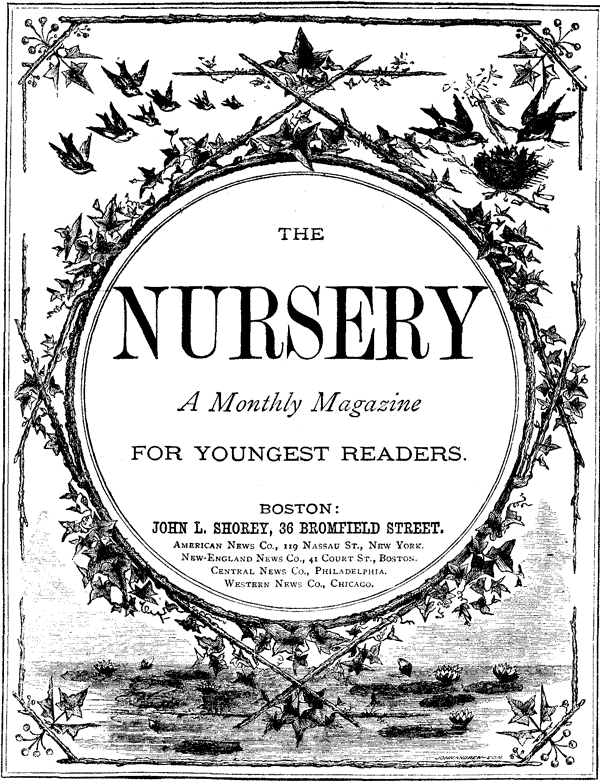 THE
NURSERY
A Monthly Magazine
FOR YOUNGEST READERS.
BOSTON:
JOHN L. SHOREY, 36 BROMFIELD STREET.
AMERICAN NEWS CO., 119 NASSAU ST., NEW YORK.
NEW-ENGLAND NEWS CO., 41 COURT ST., BOSTON.
CENTRAL NEWS CO., PHILADELPHIA.
WESTERN NEWS CO., CHICAGO.